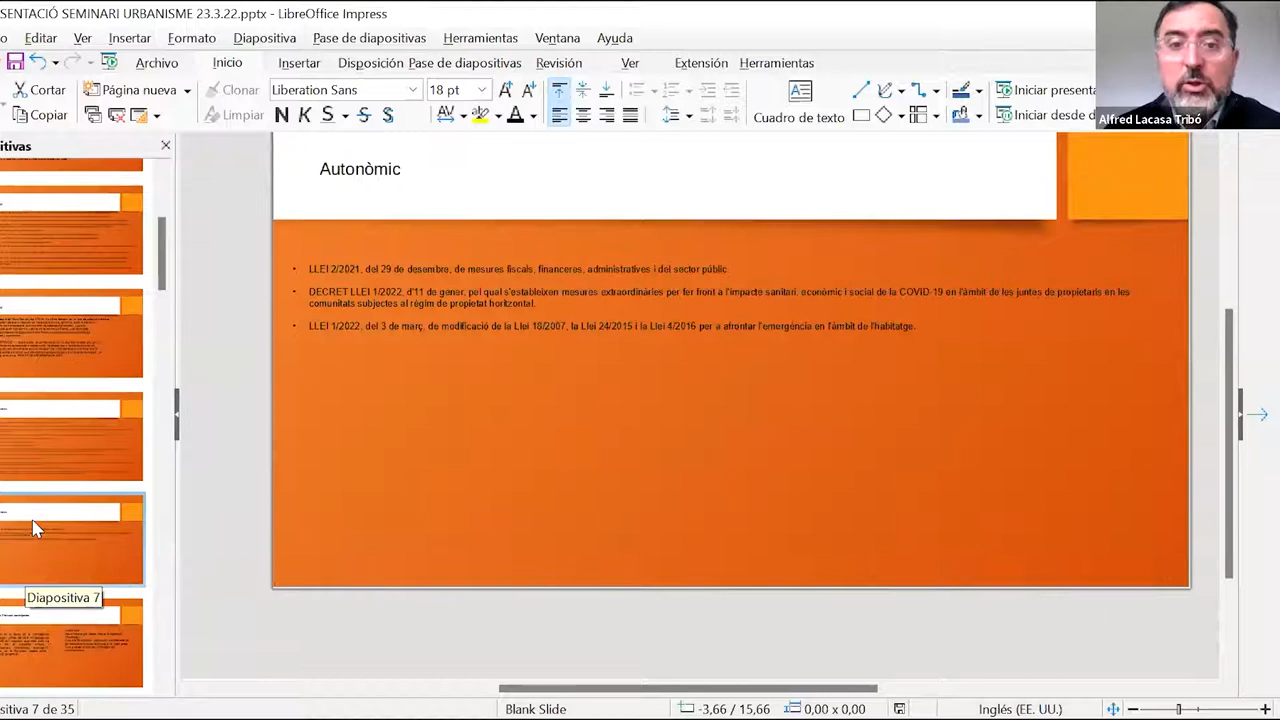 SENTACIÓ SEMINARI URBANISME 23.3.22.pptx - LibreOffice Impress
Editar Ver Insertar Formato Diapositiva Pase de diapositivas Herramientas Ventana Ayuda
Archivo Inicio Insertar Disposición Pase de diapositivas Revisión Ver Extensión Herramientas
Cortar Página nueva Clonar Liberation Sans 18 pt Iniciar present
Copiar Limpiar N K S S S Cuadro de texto Iniciar desde d
Alfred Lacasa Tribó
itivas
Autonòmic
• LLEI 2/2021, del 29 de desembre, de mesures fiscals, financeres, administratives i del sector públic
• DECRET LLEI 1/2022, d'11 de gener, pel qual s'estableixen mesures extraordinàries per fer front a l'impacte sanitari, econòmic i social de la COVID-19 en l'àmbit de les juntes de propietaris en les
comunitats subjectes al règim de propietat horitzontal.
• LLEI 1/2022, del 3 de març, de modificació de la Llei 18/2007, la Llei 24/2015 i la Llei 4/2016 per a afrontar l'emergència en l'àmbit de l'habitatge.
Diapositiva 7
sitiva 7 de 35 Blank Slide -3,66 / 15,66 0,00 x 0,00 Inglés (EE. UU.)